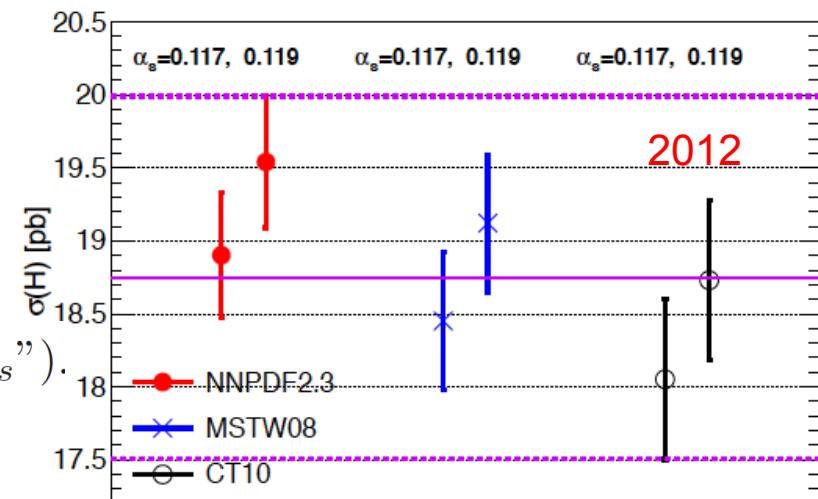 20.5
αs=0.117, 0.119 αs=0.117, 0.119 αs=0.117, 0.119
20
2012
19.5
19
σ(H) [pb]
18.5
s”).
NNPDF2.3
18
MSTW08
17.5
CT10